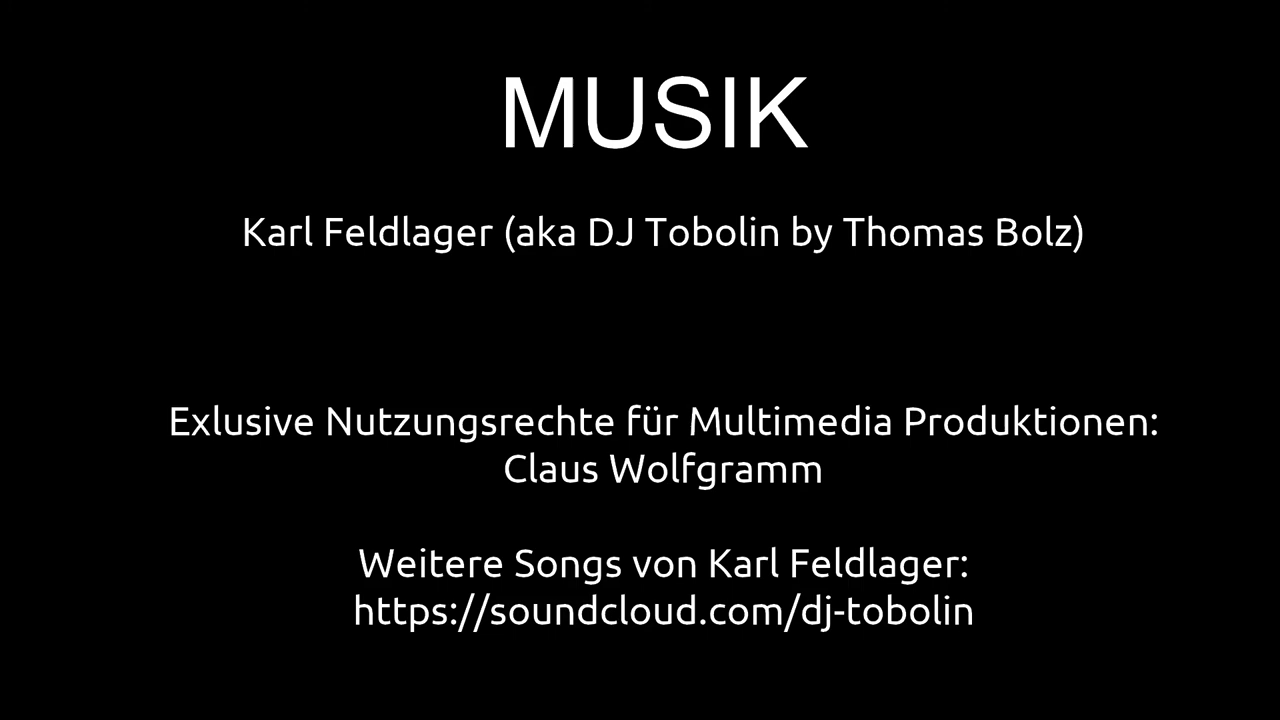 MUSIK
Karl Feldlager (aka DJ Tobolin by Thomas Bolz)
Exlusive Nutzungsrechte für Multimedia Produktionen:
Claus Wolfgramm
Weitere Songs von Karl Feldlager:
https://soundcloud.com/dj-tobolin